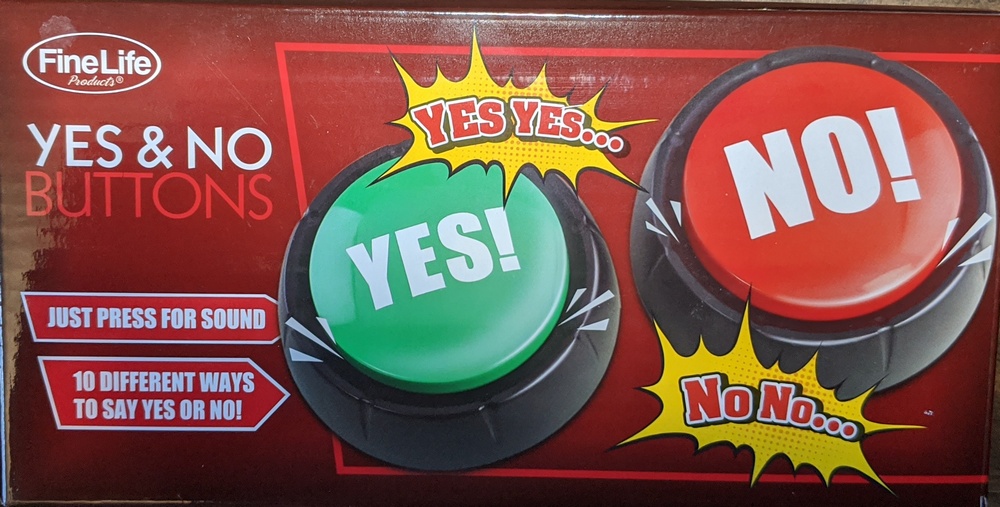 FineLife
Products®
YES & NO
BUTTONS
JUST PRESS FOR SOUND
10 DIFFERENT WAYS
TO SAY YES OR NO!
YES YES...
YES!
NO!
No No...